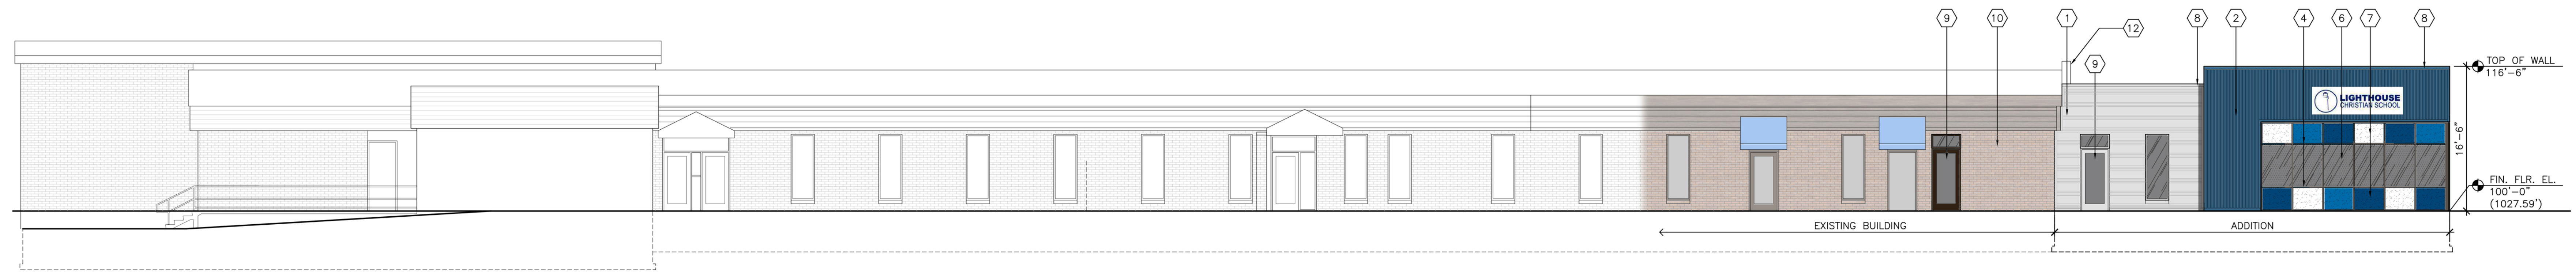 9
10
1
12
9
8
2
4
6
7
8
TOP OF WALL
116'-6"
LIGHTHOUSE
CHRISTIAN SCHOOL
16'-6"
FIN. FLR. EL.
100'-0"
(1027.59')
EXISTING BUILDING
ADDITION